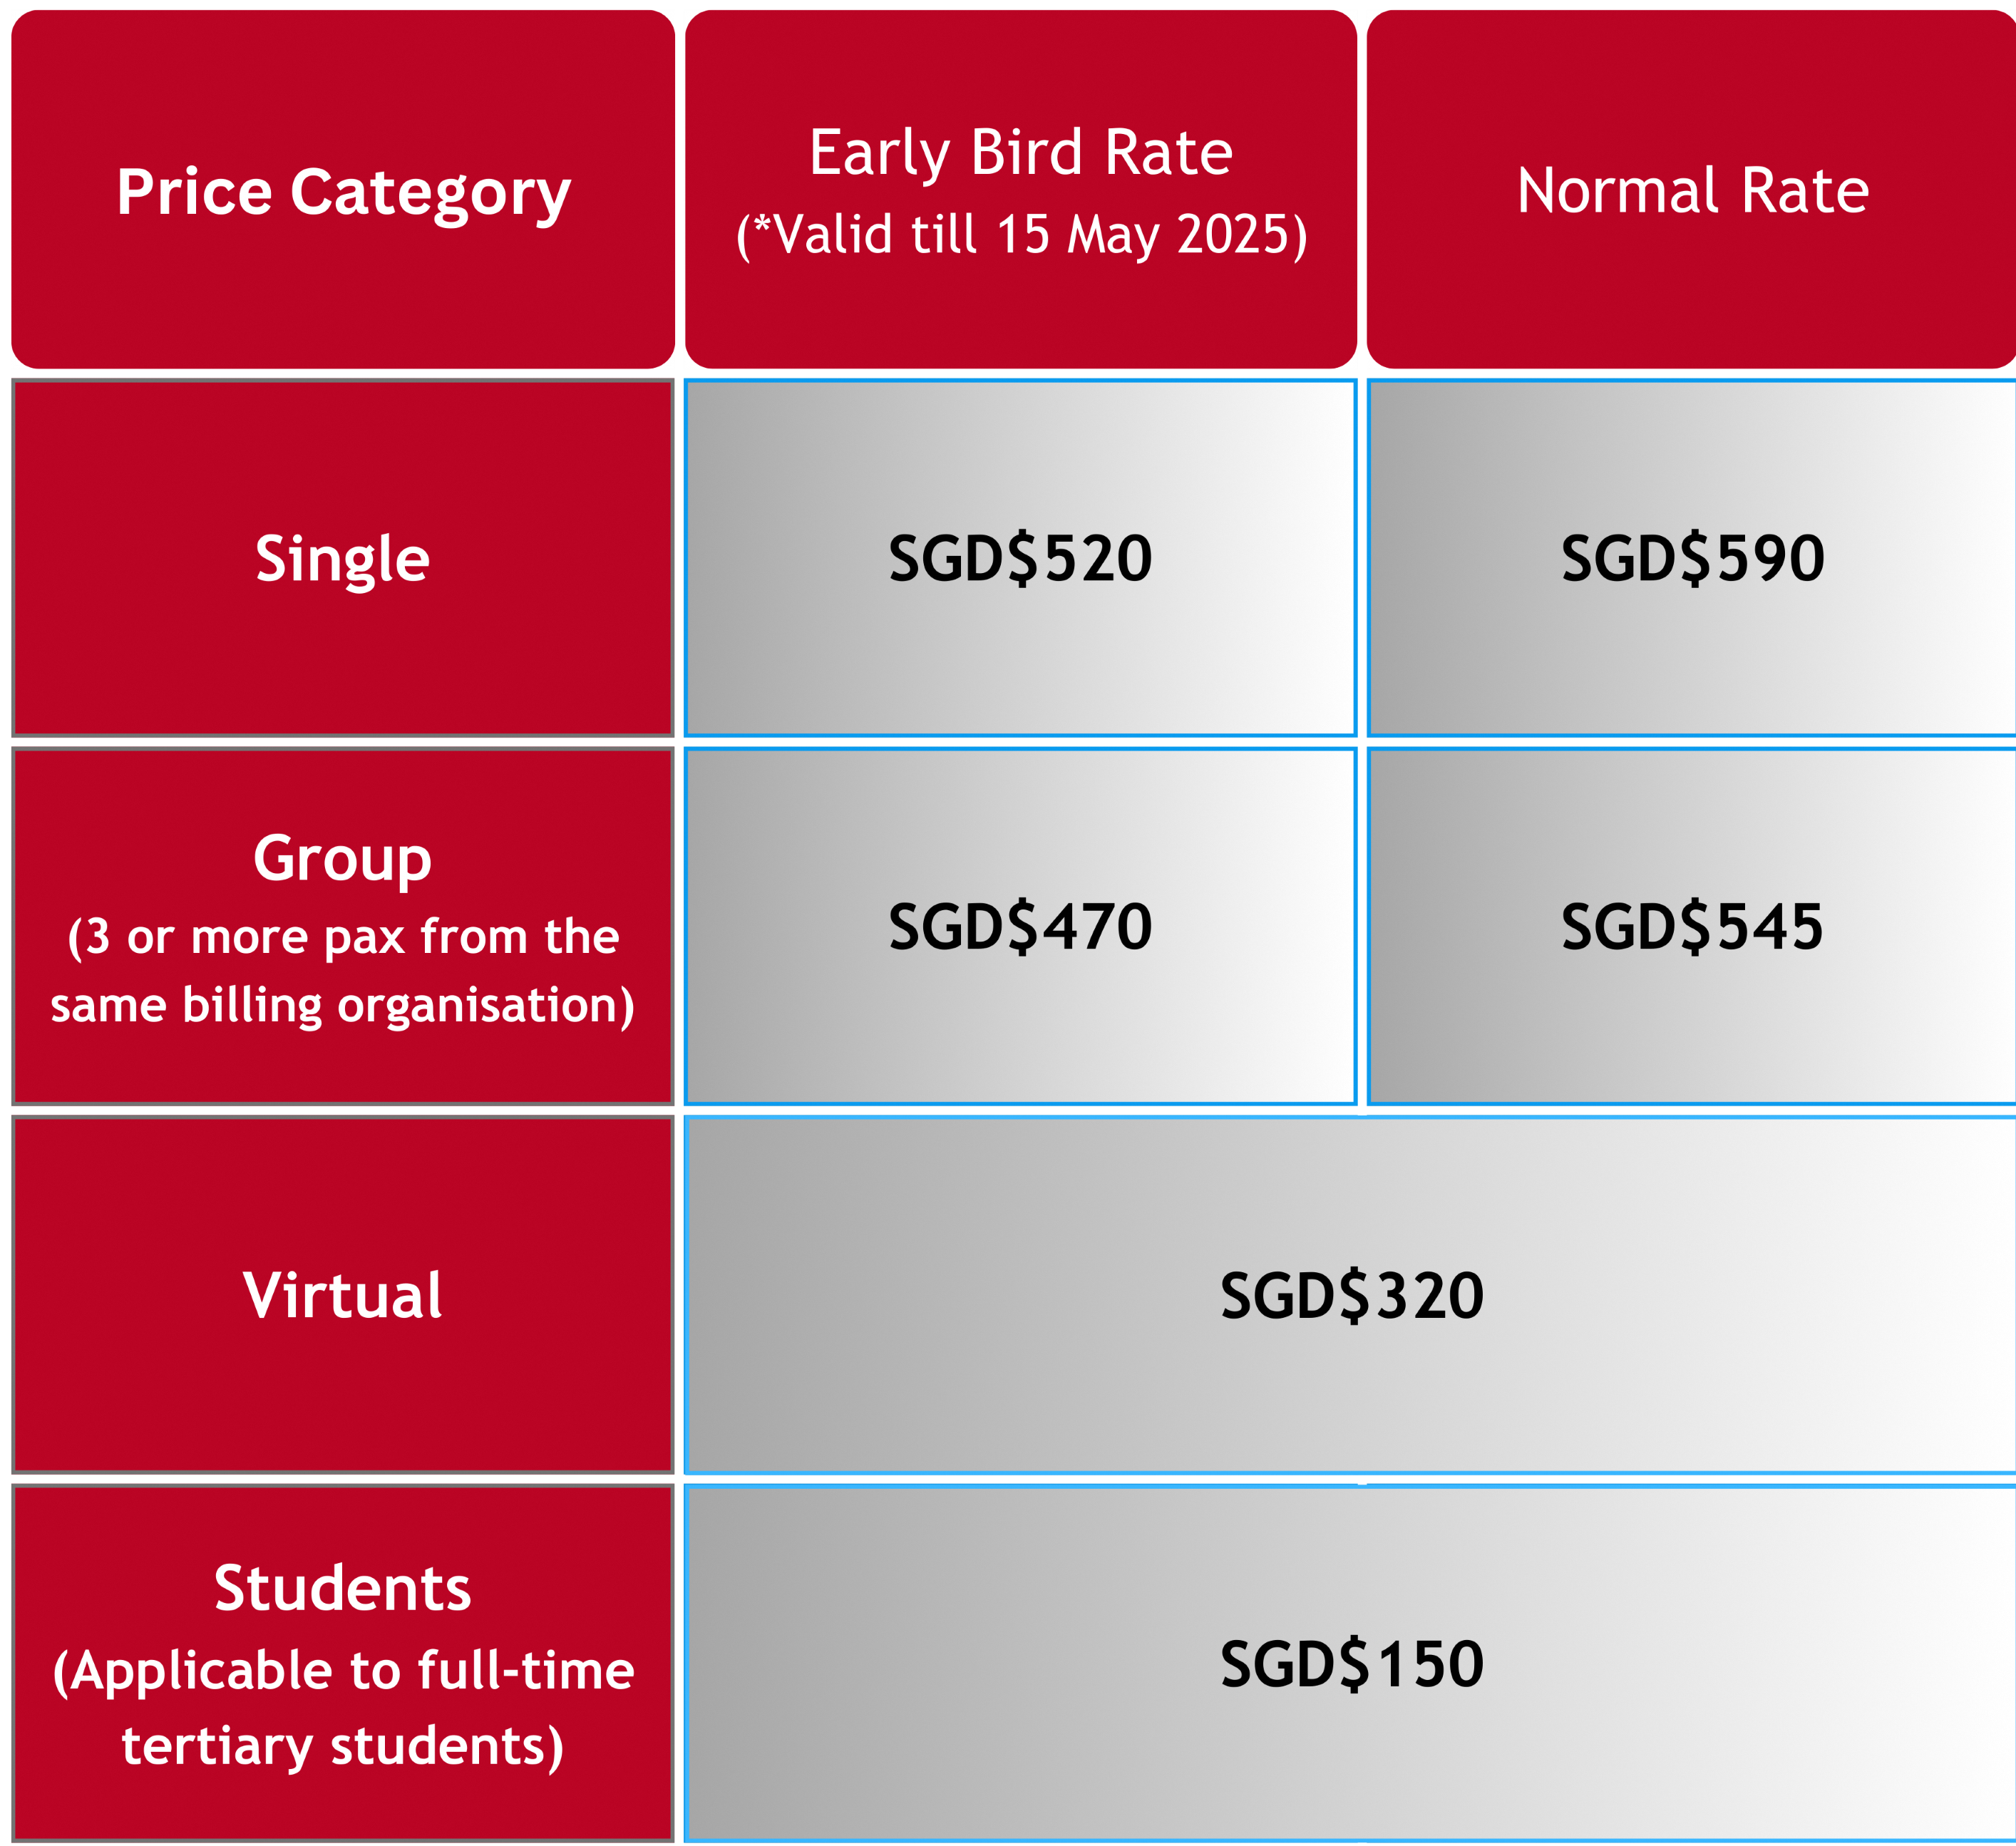 Price Category
Early Bird Rate
(*Valid till 15 May 2025)
Normal Rate
Single
SGD$520
SGD$590
Group
(3 or more pax from the
same billing organisation)
SGD$470
SGD$545
Virtual
SGD$320
Students
(Applicable to full-time
tertiary students)
SGD$150